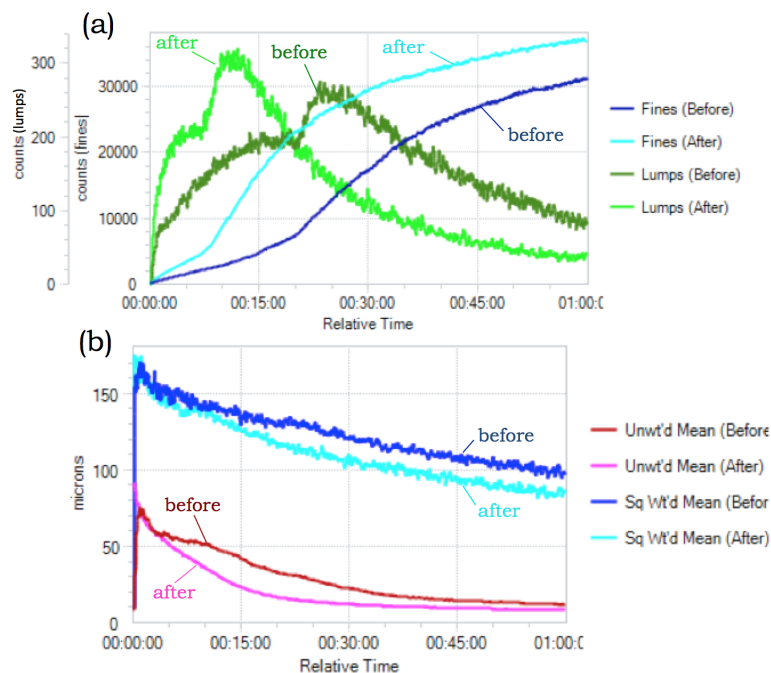 (a)
after
before
after
before
counts (lumps)
300
200
100
0
counts (fines)
30000
20000
10000
0
00:00:00 00:15:00 00:30:00 00:45:00 01:00:0
Relative Time
Fines (Before)
Fines (After)
Lumps (Before)
Lumps (After)
(b)
before
after
before
after
microns
150
100
50
0
00:00:00 00:15:00 00:30:00 00:45:00 01:00:0
Relative Time
Unwt'd Mean (Before
Unwt'd Mean (After)
Sq Wt'd Mean (Befor
Sq Wt'd Mean (After)